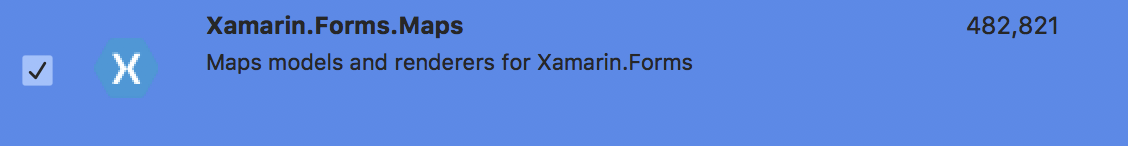 Xamarin.Forms.Maps 482,821
Maps models and renderers for Xamarin.Forms